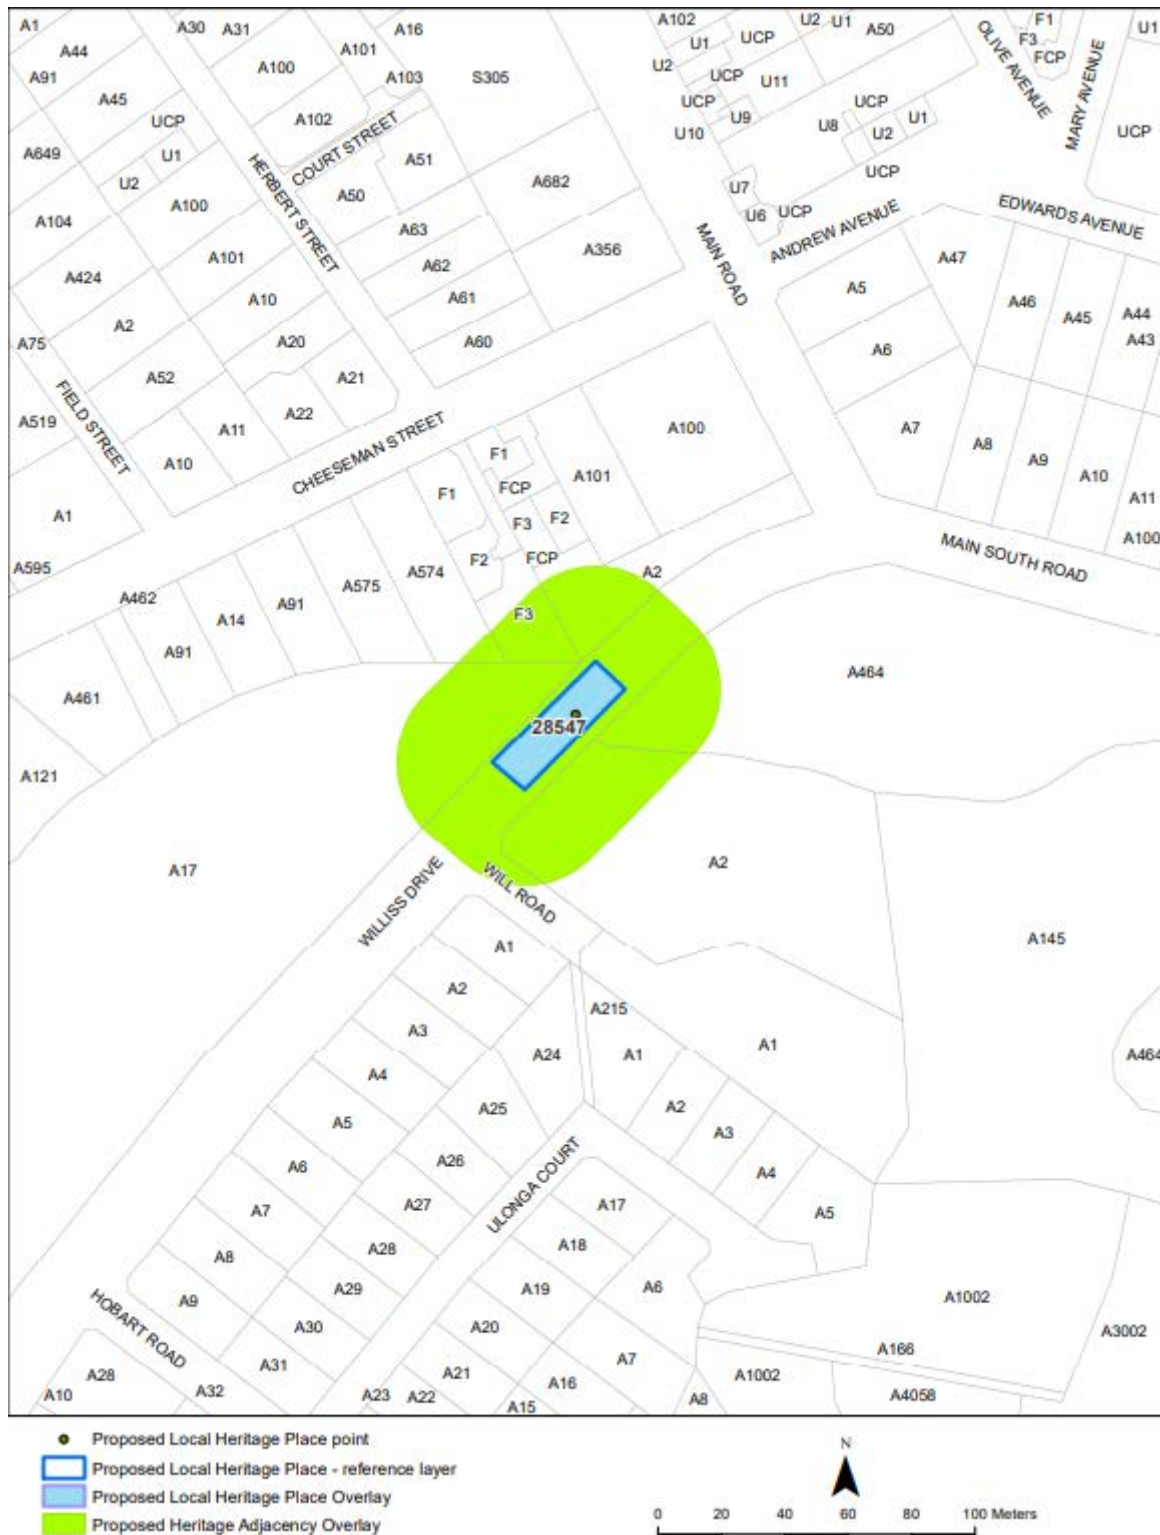 A1
A30
A31
A16
A102
U2
U1
A50
F1
U1
A44
A101
U1
UCP
OLIVE AVENUE
F3
FCP
MARY AVENUE
A91
A100
A103
S305
U2
UCP
U11
A45
UCP
UCP
UCP
A102
COURT STREET
U9
U8
U1
U2
U10
A649
U1
A51
UCP
U2
HERBERT STREET
A50
A682
U7
A104
A100
A63
U6
UCP
ANDREW AVENUE
EDWARDS AVENUE
MAIN ROAD
A356
A47
A424
A101
A62
A5
A10
A61
A46
A45
A44
A2
A20
A60
A6
A43
A75
A52
A21
FIELD STREET
A519
A11
A22
CHEESEMAN STREET
A100
A7
A8
A10
F1
A101
A9
A10
FCP
F1
A11
A1
F3
F2
A100
MAIN SOUTH ROAD
A595
F2
FCP
A574
A2
A462
A575
A91
F3
A14
A91
A464
A461
28547
A121
A17
A2
WILLISS DRIVE
WILL ROAD
A1
A145
A2
A215
A3
A24
A1
A1
A464
A4
A25
A2
A5
A3
A26
A4
A6
ULONGA COURT
A27
A17
A5
A7
A28
A18
A8
A29
A19
A6
A9
A1002
HOBART ROAD
A30
A20
A3002
A166
A31
A21
A7
A28
A32
A16
A1002
A10
A23
A22
A15
A8
A4058
Proposed Local Heritage Place point
Proposed Local Heritage Place - reference layer
Proposed Local Heritage Place Overlay
Proposed Heritage Adjacency Overlay
N
0 20 40 60 80 100 Meters